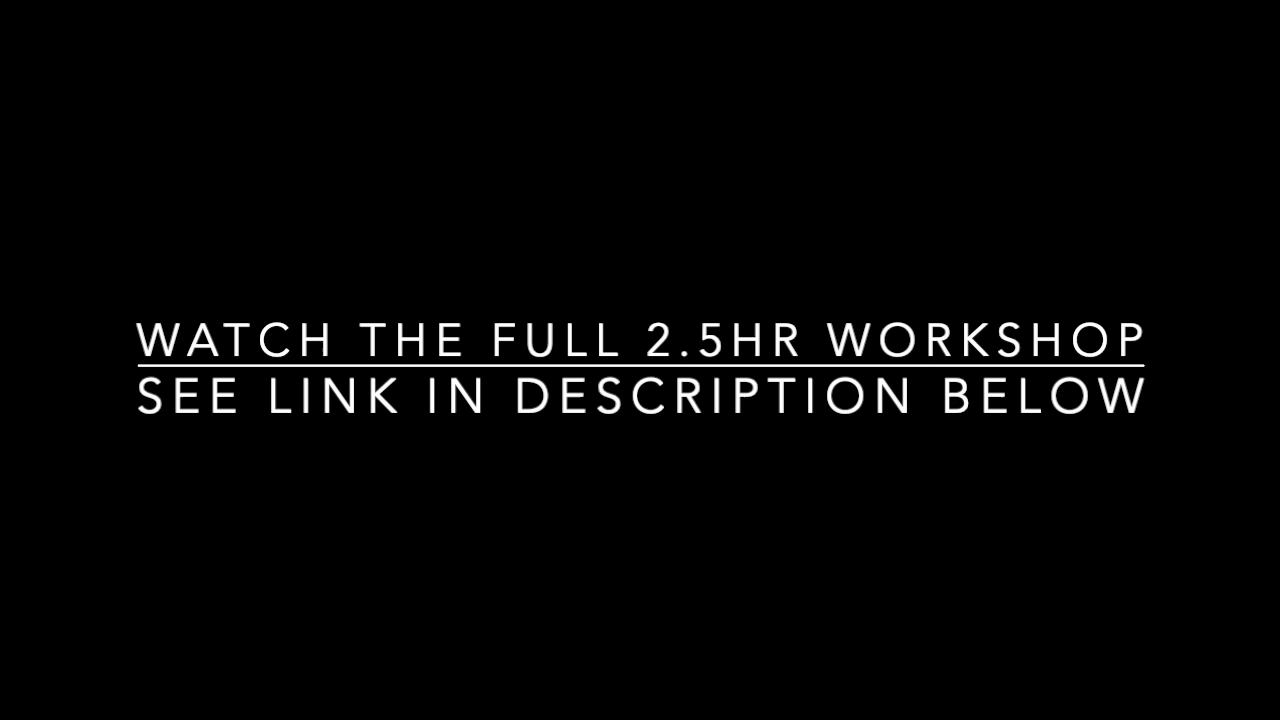 WATCH THE FULL 2.5HR WORKSHOP
SEE LINK IN DESCRIPTION BELOW